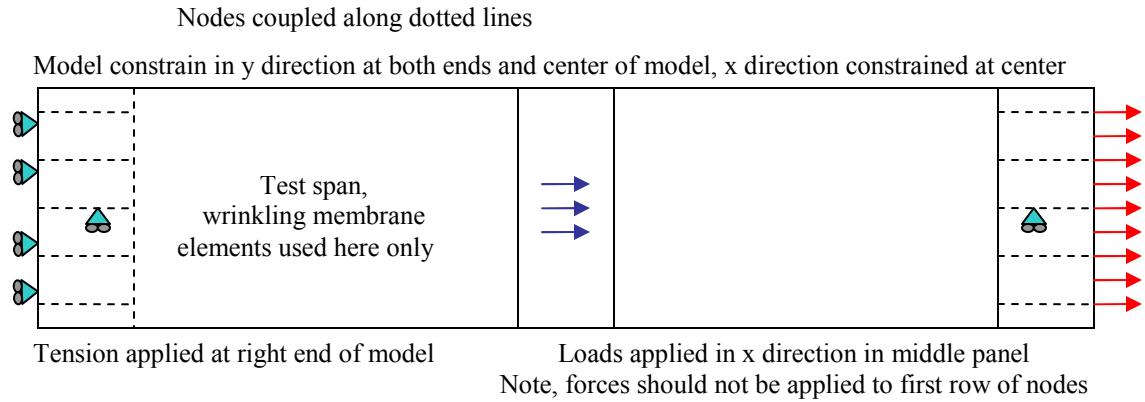 Nodes coupled along dotted lines
Model constrain in y direction at both ends and center of model, x direction constrained at center
Test span,
wrinkling membrane
elements used here only
Tension applied at right end of model
Loads applied in x direction in middle panel
Note, forces should not be applied to first row of nodes